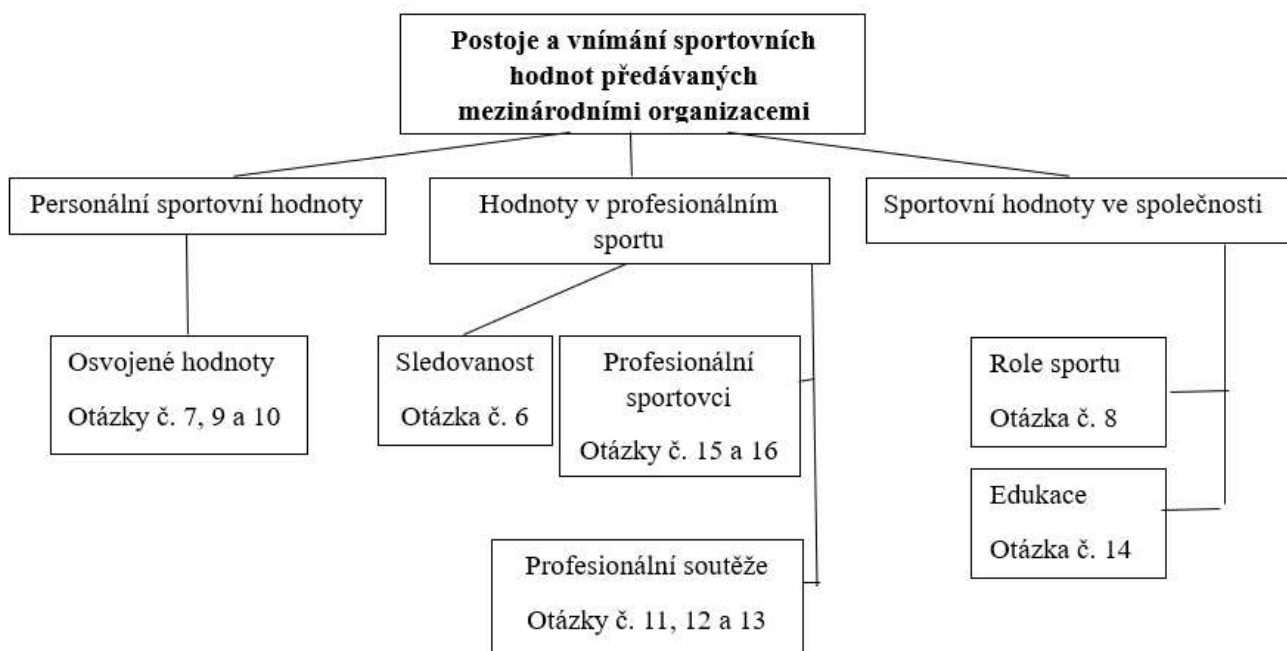 Postoje a vnímání sportovních
hodnot předávaných
mezinárodními organizacemi
Personální sportovní hodnoty
Hodnoty v profesionálním
sportu
Sportovní hodnoty ve společnosti
Osvojené hodnoty
Otázky č. 7, 9 a 10
Sledovanost
Otázka č. 6
Profesionální
sportovci
Otázky č. 15 a 16
Role sportu
Otázka č. 8
Edukace
Otázka č. 14
Profesionální soutěže
Otázky č. 11, 12 a 13